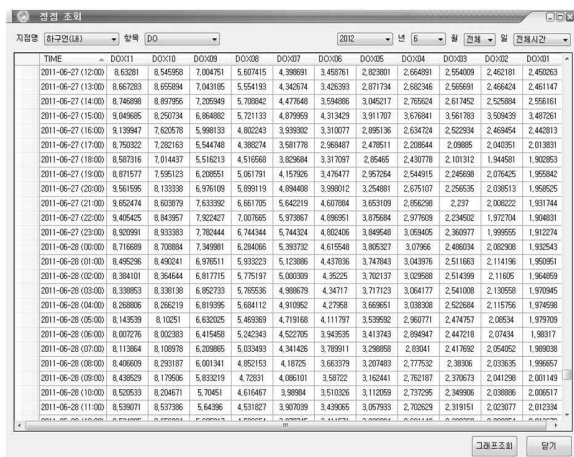 정점 조회
지점명 하구언(내) 항목 DO 2012 년 6 월 전체 일 전체시간
TIME DOX11 DOX10 DOX09 DOX08 DOX07 DOX06 DOX05 DOX04 DOX03 DOX02 DOX01
2011-06-27 (12:00) 8,63281 8,545958 7,004751 5,607415 4,398691 3,458761 2,823801 2,664891 2,554009 2,462181 2,450263
2011-06-27 (13:00) 8,667283 8,655894 7,043185 5,554193 4,342674 3,426393 2,871734 2,682346 2,565691 2,466424 2,461147
2011-06-27 (14:00) 8,746898 8,897956 7,205949 5,708842 4,477648 3,594886 3,045217 2,765624 2,617452 2,525884 2,556161
2011-06-27 (15:00) 9,049685 8,250734 6,864882 5,721133 4,879959 4,313429 3,911707 3,676841 3,561783 3,509439 3,487261
2011-06-27 (16:00) 9,139947 7,620578 5,998133 4,802243 3,939302 3,310077 2,895136 2,634724 2,522934 2,469454 2,442813
2011-06-27 (17:00) 8,750322 7,282163 5,544748 4,388274 3,581778 2,968487 2,478511 2,208644 2,09885 2,040351 2,013831
2011-06-27 (18:00) 8,587316 7,014437 5,516213 4,516568 3,829684 3,317097 2,85465 2,430778 2,101312 1,944581 1,902853
2011-06-27 (19:00) 8,871577 7,595123 6,208551 5,061791 4,157926 3,476477 2,957264 2,544915 2,245698 2,076425 1,955842
2011-06-27 (20:00) 9,561595 8,133338 6,976109 5,899119 4,894408 3,998012 3,254881 2,675107 2,256535 2,038513 1,958525
2011-06-27 (21:00) 9,652474 8,603879 7,633392 6,661705 5,642219 4,607884 3,653109 2,856298 2,237 2,008222 1,931744
2011-06-27 (22:00) 9,405425 8,843957 7,922427 7,007665 5,973867 4,896951 3,875684 2,977609 2,234502 1,972704 1,904831
2011-06-27 (23:00) 8,920991 8,933383 7,782444 6,744344 5,744324 4,802406 3,849548 3,059405 2,360977 1,999555 1,912274
2011-06-28 (00:00) 8,716689 8,708884 7,349981 6,284066 5,393732 4,615548 3,805327 3,07966 2,486034 2,082908 1,932543
2011-06-28 (01:00) 8,495296 8,490241 6,976511 5,933223 5,123886 4,437836 3,747843 3,043976 2,511663 2,114196 1,950951
2011-06-28 (02:00) 8,384101 8,364644 6,817715 5,775197 5,000309 4,35225 3,702137 3,029588 2,514399 2,11605 1,964859
2011-06-28 (03:00) 8,338853 8,338138 6,852733 5,765536 4,988679 4,34717 3,717123 3,064177 2,541008 2,130558 1,970945
2011-06-28 (04:00) 8,268806 8,266219 6,819395 5,684112 4,910952 4,27958 3,669651 3,038308 2,522684 2,115756 1,974598
2011-06-28 (05:00) 8,143539 8,10251 6,632025 5,469369 4,719168 4,111797 3,539592 2,960771 2,474757 2,08534 1,979709
2011-06-28 (06:00) 8,007276 8,002383 6,415458 5,242343 4,522705 3,943535 3,413743 2,894947 2,447218 2,07434 1,98317
2011-06-28 (07:00) 8,113864 8,108978 6,209865 5,033493 4,341426 3,789911 3,298858 2,83041 2,417692 2,054052 1,989038
2011-06-28 (08:00) 8,406609 8,293187 6,001341 4,852153 4,18725 3,663379 3,207483 2,777532 2,38306 2,033635 1,996657
2011-06-28 (09:00) 8,438529 8,179506 5,833219 4,72831 4,086101 3,58722 3,162441 2,762187 2,370673 2,041298 2,001149
2011-06-28 (10:00) 8,520533 8,204671 5,70451 4,616467 3,98984 3,510326 3,112059 2,737295 2,349906 2,038886 2,006517
2011-06-28 (11:00) 8,539071 8,537386 5,64396 4,531827 3,907039 3,439065 3,057933 2,702629 2,319151 2,023077 2,012334
그래프조회 닫기